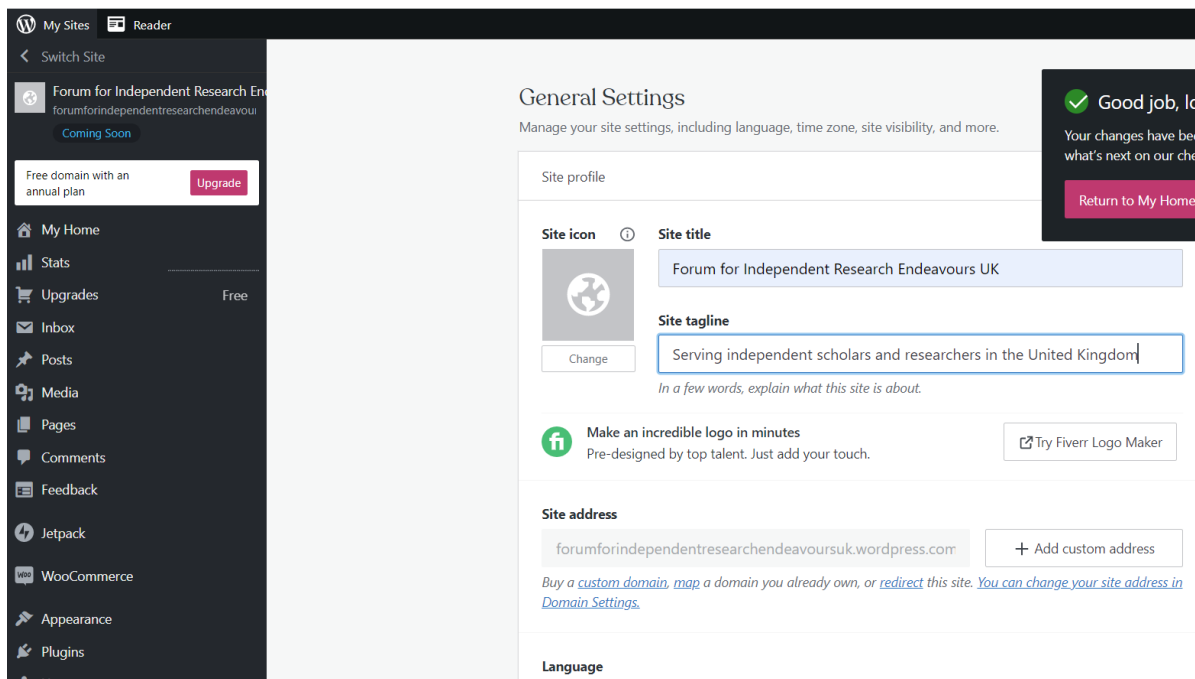 My Sites
Reader
Switch Site
Forum for Independent Research En
forumforindependentresearchendeavou
Coming Soon
Free domain with an
annual plan
Upgrade
My Home
Stats
Upgrades Free
Inbox
Posts
Media
Pages
Comments
Feedback
Jetpack
WooCommerce
Appearance
Plugins
General Settings
Manage your site settings, including language, time zone, site visibility, and more.
Site profile
Site icon
Change
Site title
Forum for Independent Research Endeavours UK
Site tagline
Serving independent scholars and researchers in the United Kingdom
In a few words, explain what this site is about.
fi
Make an incredible logo in minutes
Pre-designed by top talent. Just add your touch.
Try Fiverr Logo Maker
Site address
forumforindependentresearchendeavoursuk.wordpress.com
+ Add custom address
Buy a custom domain, map a domain you already own, or redirect this site. You can change your site address in
Domain Settings.
Language
Good job, lo
Your changes have bee
what's next on our che
Return to My Home